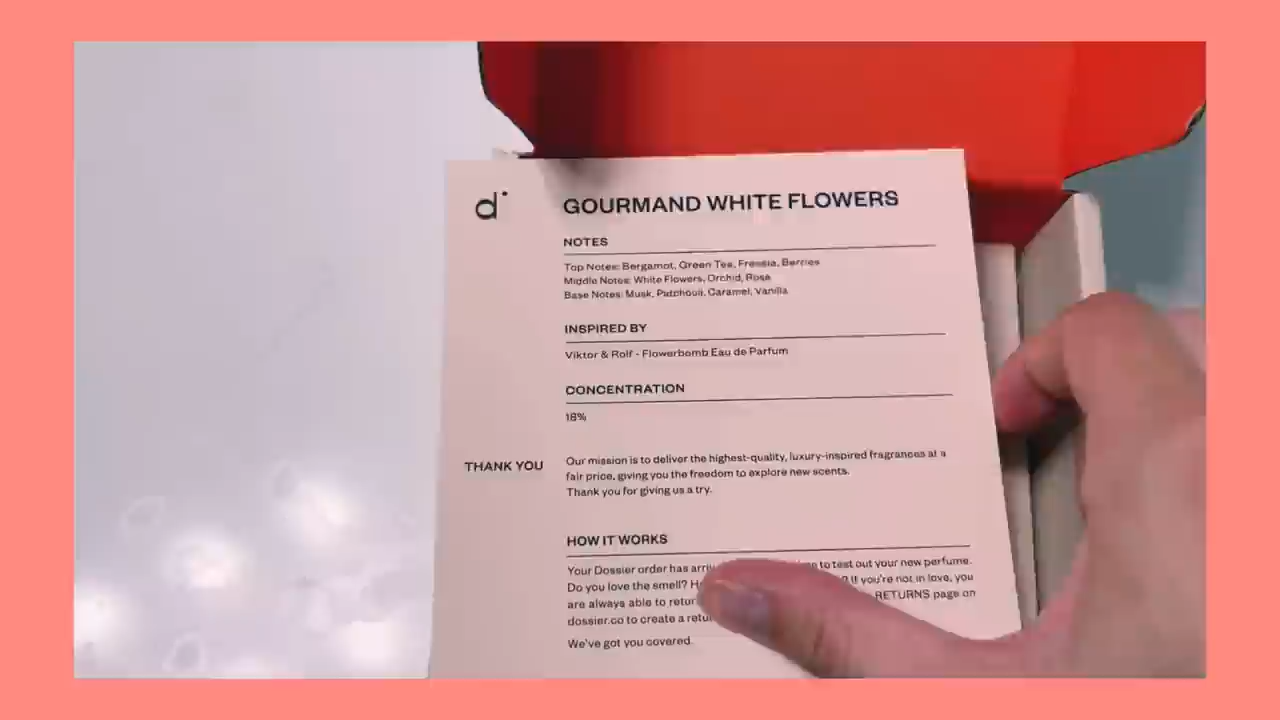 d
GOURMAND WHITE FLOWERS
NOTES
Top Notes: Bergamot, Green Tea, Freesia, Berries
Middle Notes: White Flowers, Orchid, Rose
Base Notes: Musk, Patchouli, Caramel, Vanilla
INSPIRED BY
Viktor & Rolf - Flowerbomb Eau de Parfum
CONCENTRATION
18%
THANK YOU
Our mission is to deliver the highest-quality, luxury-inspired fragrances at a
fair price, giving you the freedom to explore new scents.
Thank you for giving us a try.
HOW IT WORKS
Your Dossier order has to test out your new perfume.
Do you love the smell? If you're not in love, you
are always able to RETURNS page on
dossier.co to create a
We've got you covered.